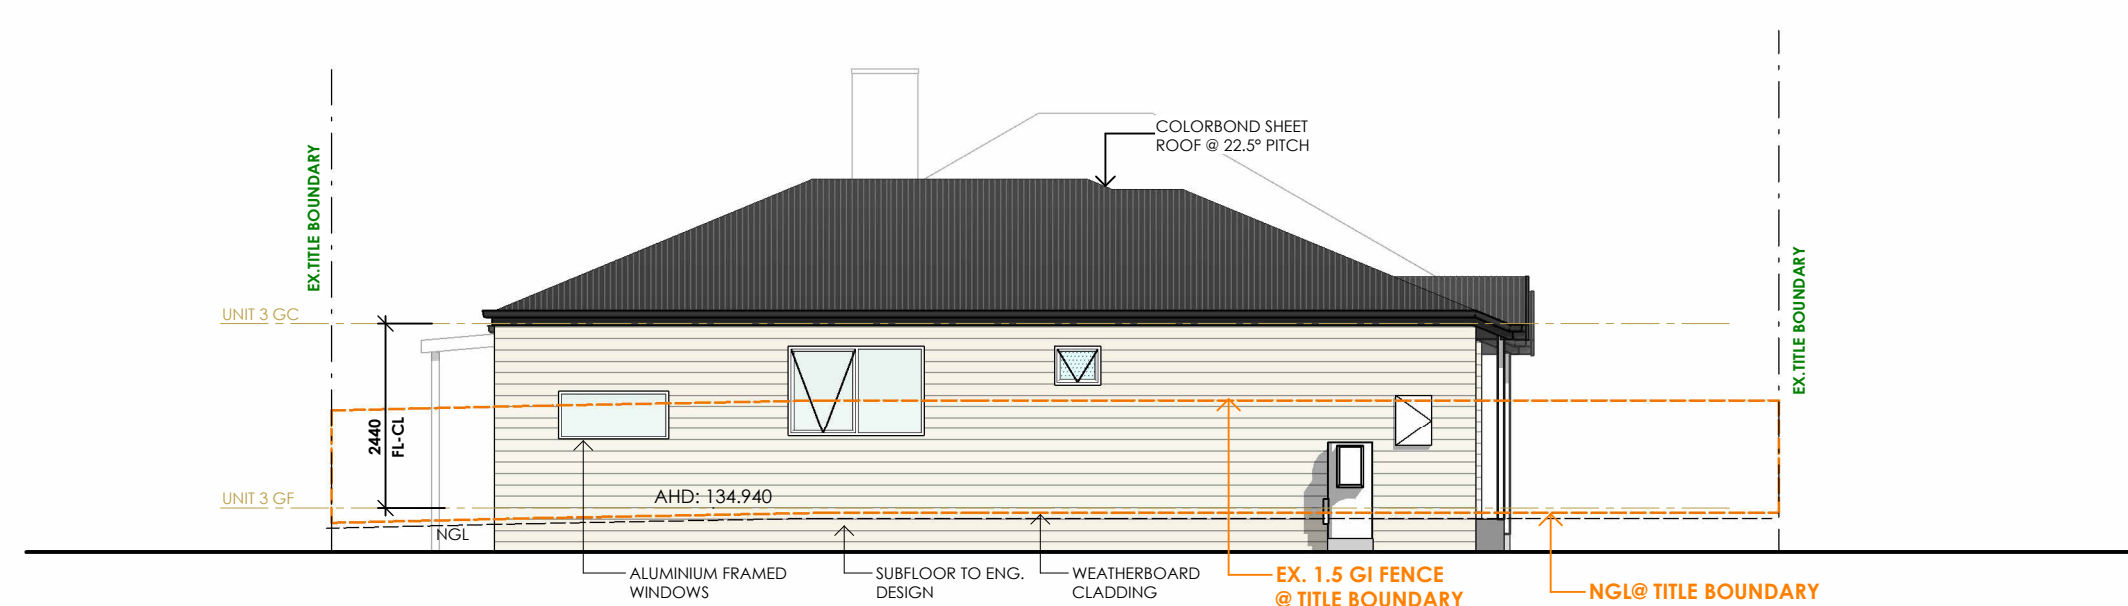 COLORBOND SHEET
ROOF @ 22.5° PITCH
EX.TITLE BOUNDARY
EX.TITLE BOUNDARY
UNIT 3 GC
2440
FL-CL
UNIT 3 GF
AHD: 134.940
NGL
ALUMINIUM FRAMED
WINDOWS
SUBFLOOR TO ENG.
DESIGN
WEATHERBOARD
CLADDING
EX. 1.5 GI FENCE
@ TITLE BOUNDARY
NGL@ TITLE BOUNDARY